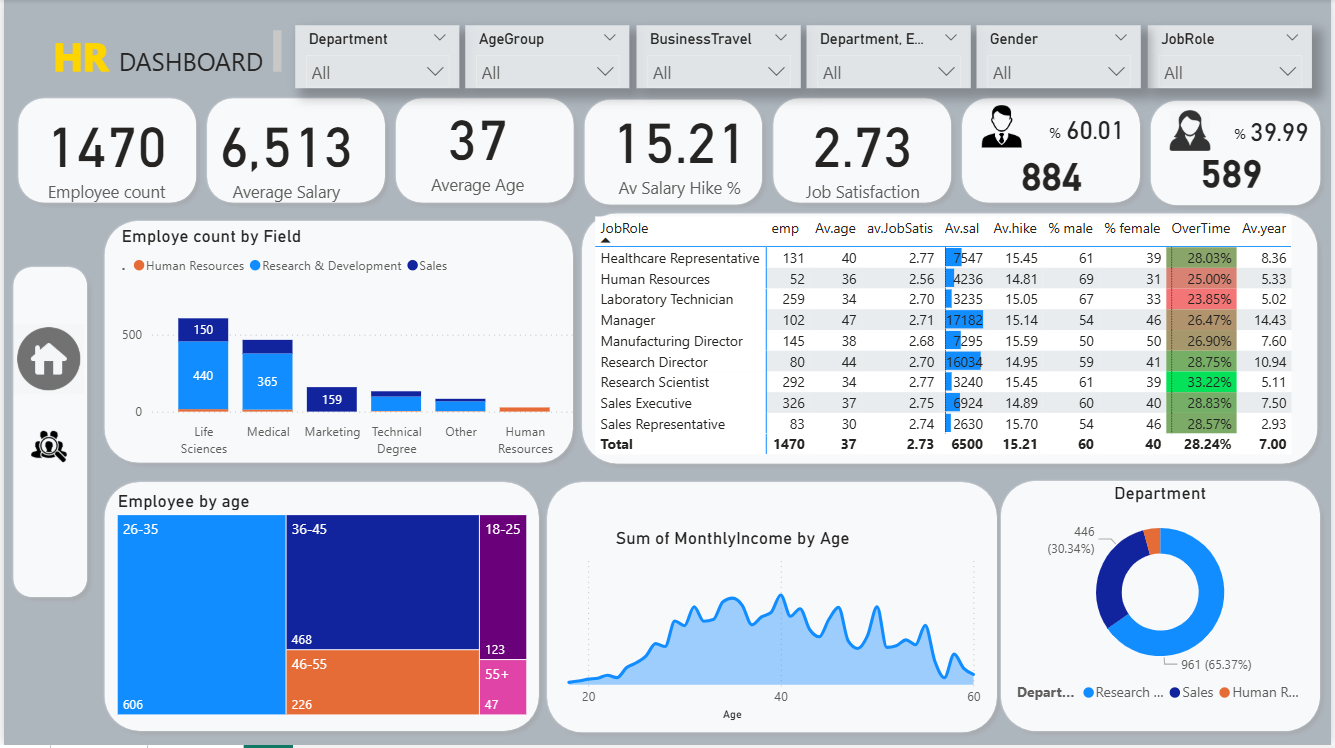 HR DASHBOARD
Department
All
AgeGroup
All
BusinessTravel
All
Department, E...
All
Gender
All
JobRole
All
1470
Employee count
6,513
Average Salary
37
Average Age
15.21
Av Salary Hike %
2.73
Job Satisfaction
% 60.01
884
% 39.99
589
Employe count by Field
. Human Resources Research & Development Sales
500
0
150
440
365
159
Life Sciences
Medical
Marketing
Technical Degree
Other
Human Resources
JobRole emp Av.age av.JobSatis Av.sal Av.hike % male % female OverTime Av.year
Healthcare Representative 131 40 2.77 7547 15.45 61 39 28.03% 8.36
Human Resources 52 36 2.56 4236 14.81 69 31 25.00% 5.33
Laboratory Technician 259 34 2.70 3235 15.05 67 33 23.85% 5.02
Manager 102 47 2.71 17182 15.14 54 46 26.47% 14.43
Manufacturing Director 145 38 2.68 7295 15.59 50 50 26.90% 7.60
Research Director 80 44 2.70 16034 14.95 59 41 28.75% 10.94
Research Scientist 292 34 2.77 3240 15.45 61 39 33.22% 5.11
Sales Executive 326 37 2.75 6924 14.89 60 40 28.83% 7.50
Sales Representative 83 30 2.74 2630 15.70 54 46 28.57% 2.93
Total 1470 37 2.73 6500 15.21 60 40 28.24% 7.00
Employee by age
26-35
606
36-45
468
46-55
226
18-25
123
55+
47
Sum of MonthlyIncome by Age
20 40 60
Age
Department
446
(30.34%)
961 (65.37%)
Depart... Research ... Sales Human R...